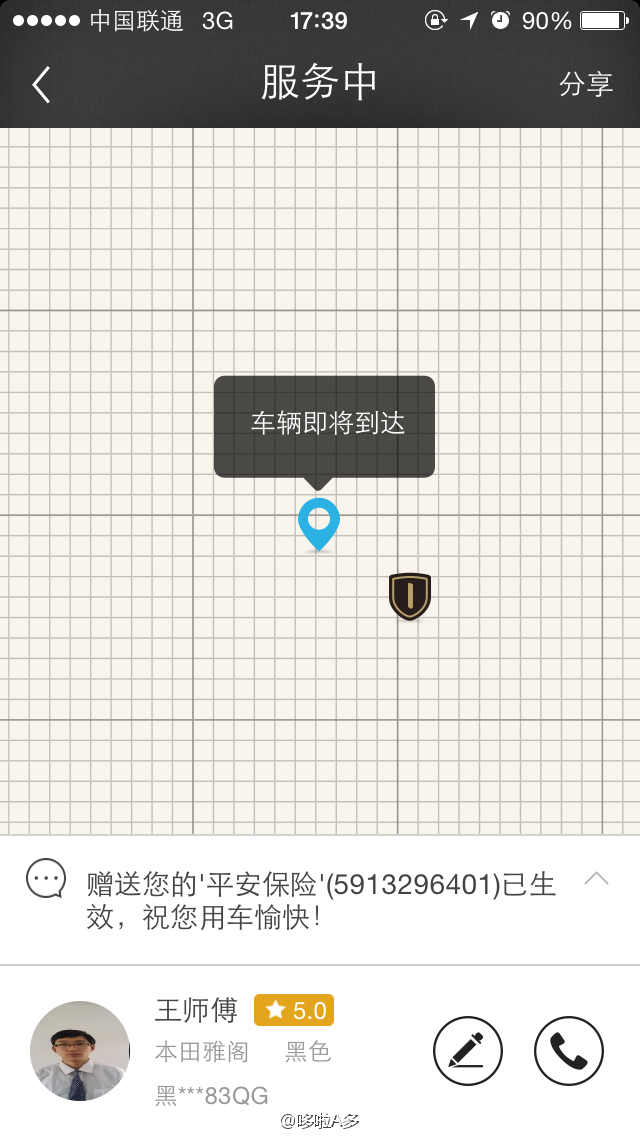 中国联通 3G 17:39 90%
服务中
分享
车辆即将到达
赠送您的'平安保险'(5913296401)已生
效，祝您用车愉快！
王师傅 5.0
本田雅阁 黑色
黑***83QG
@哆啦A多